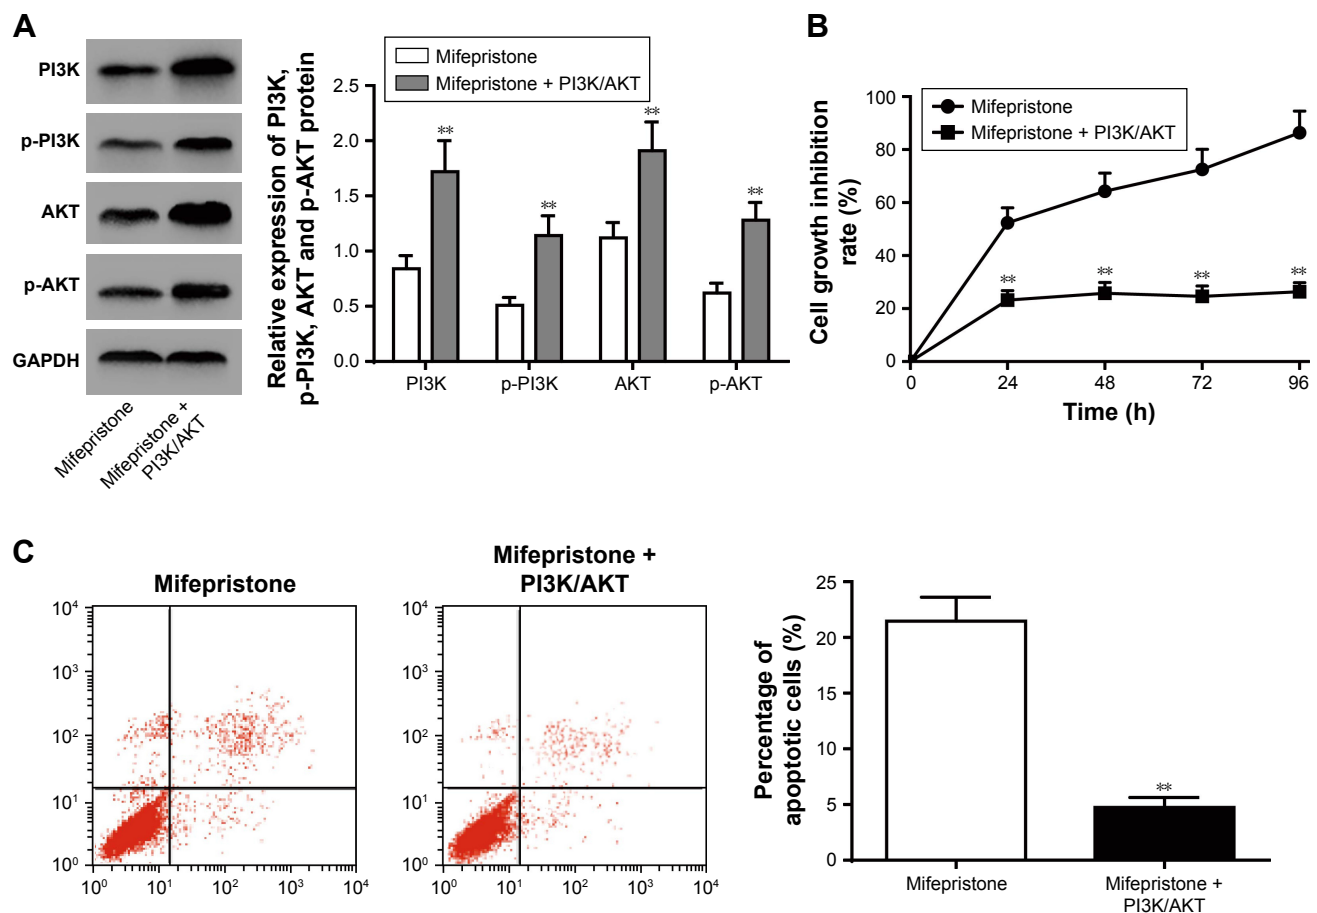 A
PI3K
p-PI3K
AKT
p-AKT
GAPDH
Mifepristone
Mifepristone +
PI3K/AKT
Relative expression of PI3K,
p-PI3K, AKT and p-AKT protein
Mifepristone
Mifepristone + PI3K/AKT
2.5
2.0
1.5
1.0
0.5
0.0
** ** ** **
PI3K p-PI3K AKT p-AKT
B
Cell growth inhibition
rate (%)
Mifepristone
Mifepristone + PI3K/AKT
100
80
60
40
20
0
** ** ** **
0 24 48 72 96
Time (h)
C
Mifepristone
10⁴
10³
10²
10¹
10⁰
10⁰ 10¹ 10² 10³ 10⁴
Mifepristone +
PI3K/AKT
10⁴
10³
10²
10¹
10⁰
10⁰ 10¹ 10² 10³ 10⁴
Percentage of
apoptotic cells (%)
25
20
15
10
5
0
**
Mifepristone
Mifepristone +
PI3K/AKT